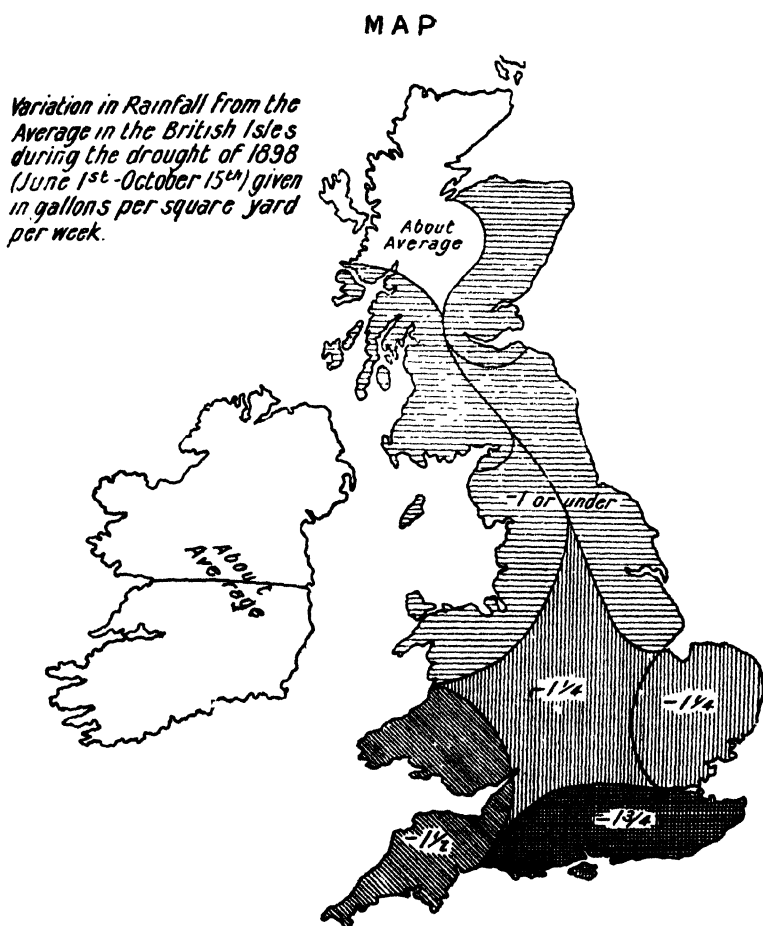 MAP
Variation in Rainfall from the
Average in the British Isles
during the drought of 1898
(June 1st - October 15th) given
in gallons per square yard
per week.
About
Average
-1 or under
About
Average
-1¼
-1¼
-1¾
-1½